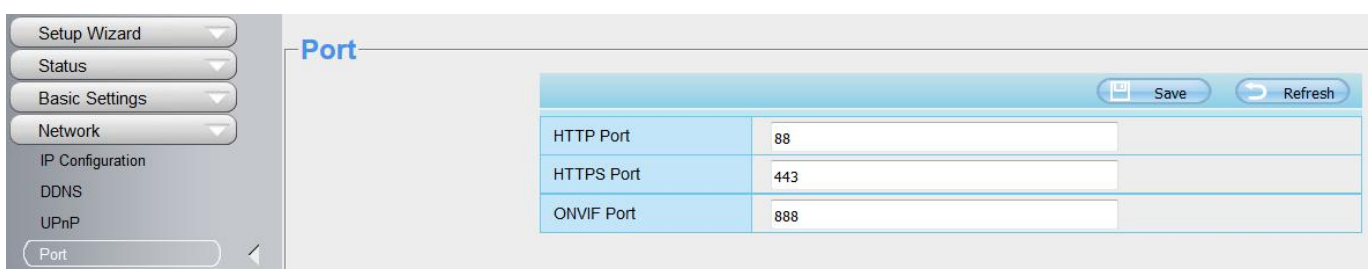 Setup Wizard
Status
Basic Settings
Network
IP Configuration
DDNS
UPnP
Port
Port
Save Refresh
HTTP Port 88
HTTPS Port 443
ONVIF Port 888